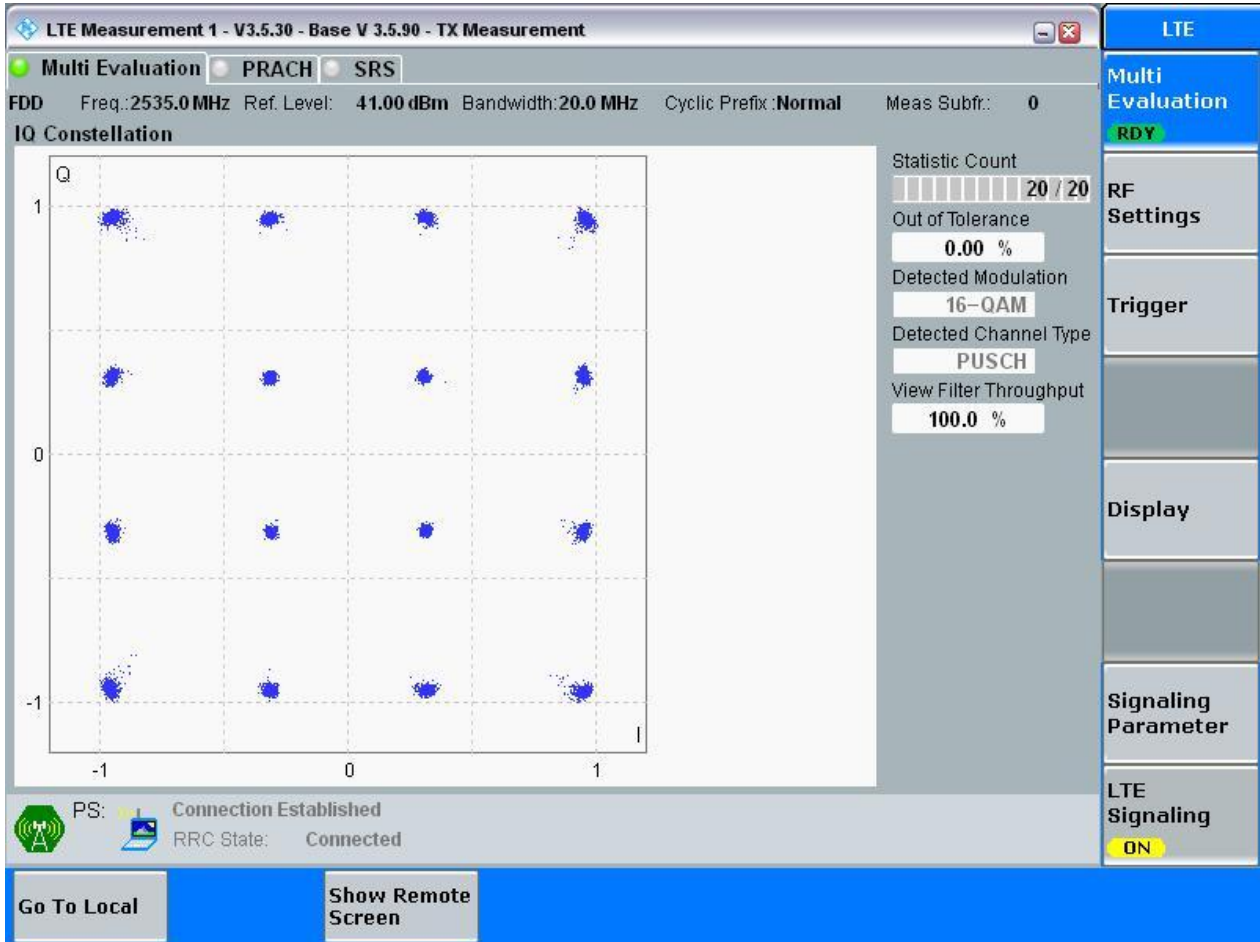 LTE Measurement 1 - V3.5.30 - Base V 3.5.90 - TX Measurement
LTE
Multi Evaluation PRACH SRS
FDD Freq.:2535.0 MHz Ref. Level: 41.00 dBm Bandwidth:20.0 MHz Cyclic Prefix :Normal Meas Subfr.: 0
IQ Constellation
Q
1
0
-1
-1 0 1
I
Statistic Count
20 / 20
Out of Tolerance
0.00 %
Detected Modulation
16-QAM
Detected Channel Type
PUSCH
View Filter Throughput
100.0 %
Multi
Evaluation
RDY
RF
Settings
Trigger
Display
Signaling
Parameter
LTE
Signaling
ON
PS: Connection Established
RRC State: Connected
Go To Local
Show Remote
Screen